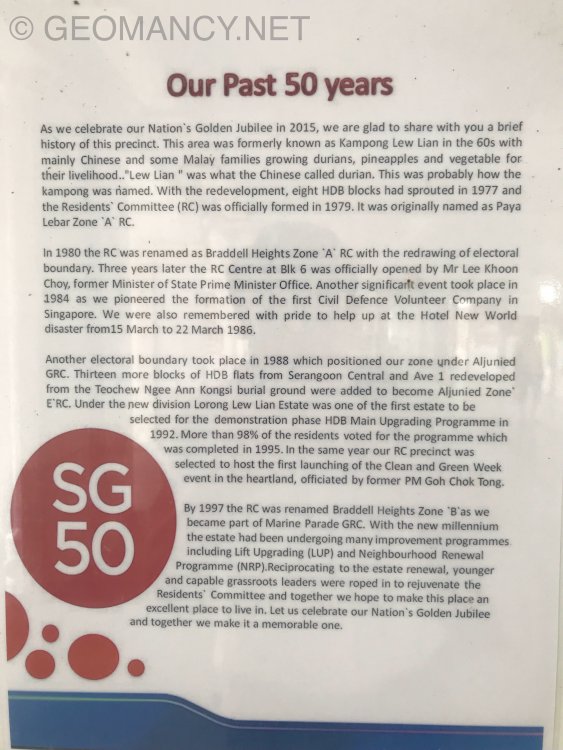 © GEOMANCY.NET
Our Past 50 years
As we celebrate our Nation`s Golden Jubilee in 2015, we are glad to share with you a brief
history of this precinct. This area was formerly known as Kampong Lew Lian in the 60s with
mainly Chinese and some Malay families growing durians, pineapples and vegetable for
their livelihood.."Lew Lian " was what the Chinese called durian. This was probably how the
kampong was named. With the redevelopment, eight HDB blocks had sprouted in 1977 and
the Residents` Committee (RC) was officially formed in 1979. It was originally named as Paya
Lebar Zone `A` RC.
In 1980 the RC was renamed as Braddell Heights Zone `A` RC with the redrawing of electoral
boundary. Three years later the RC Centre at Blk 6 was officially opened by Mr Lee Khoon
Choy, former Minister of State Prime Minister Office. Another significant event took place in
1984 as we pioneered the formation of the first Civil Defence Volunteer Company in
Singapore. We were also remembered with pride to help up at the Hotel New World
disaster from15 March to 22 March 1986.
Another electoral boundary took place in 1988 which positioned our zone under Aljunied
GRC. Thirteen more blocks of HDB flats from Serangoon Central and Ave 1 redeveloped
from the Teochew Ngee Ann Kongsi burial ground were added to become Aljunied Zone`
E`RC. Under the new division Lorong Lew Lian Estate was one of the first estate to be
selected for the demonstration phase HDB Main Upgrading Programme in
1992. More than 98% of the residents voted for the programme which
was completed in 1995. In the same year our RC precinct was
selected to host the first launching of the Clean and Green Week
event in the heartland, officiated by former PM Goh Chok Tong.
SG
50
By 1997 the RC was renamed Braddell Heights Zone `B`as we
became part of Marine Parade GRC. With the new millennium
the estate had been undergoing many improvement programmes
including Lift Upgrading (LUP) and Neighbourhood Renewal
Programme (NRP).Reciprocating to the estate renewal, younger
and capable grassroots leaders were roped in to rejuvenate the
Residents` Committee and together we hope to make this place an
excellent place to live in. Let us celebrate our Nation's Golden Jubilee
and together we make it a memorable one.